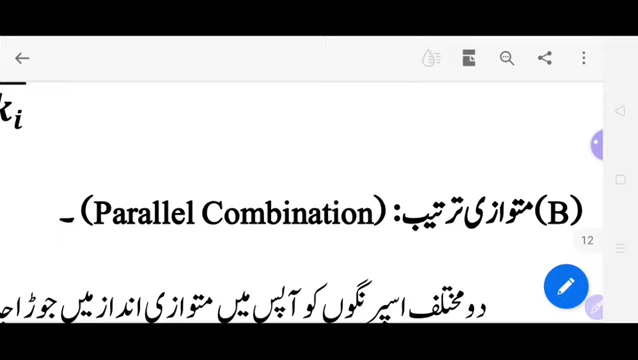 kᵢ
(B) متوازی ترتیب: (Parallel Combination) ۔
12
دو مختلف اسپرنگوں کو آپس میں متوازی انداز میں جوڑا